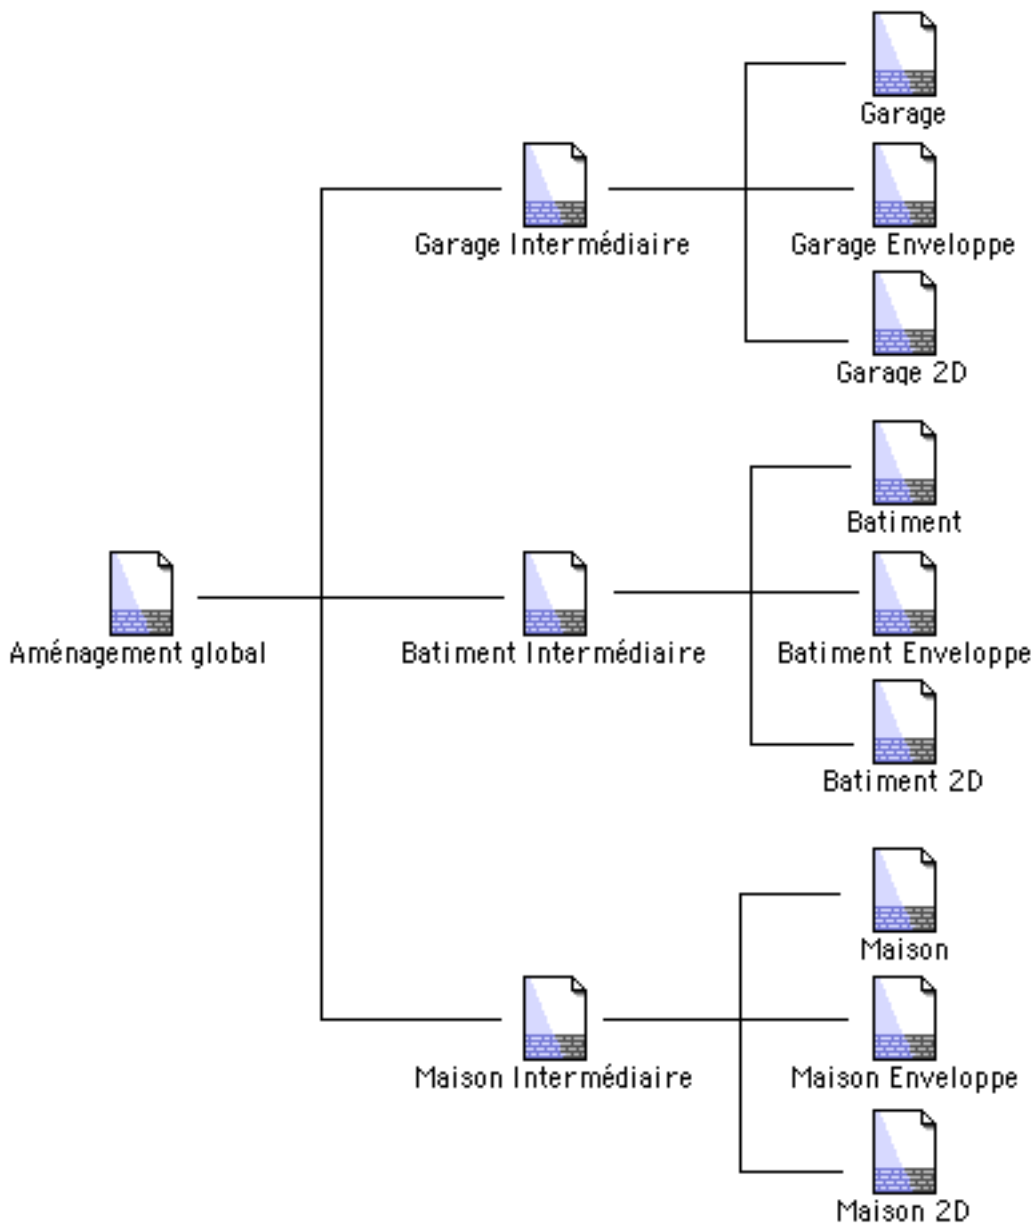 Garage
Garage Intermédiaire
Garage Enveloppe
Garage 2D
Batiment
Aménagement global
Batiment Intermédiaire
Batiment Enveloppe
Batiment 2D
Maison
Maison Intermédiaire
Maison Enveloppe
Maison 2D